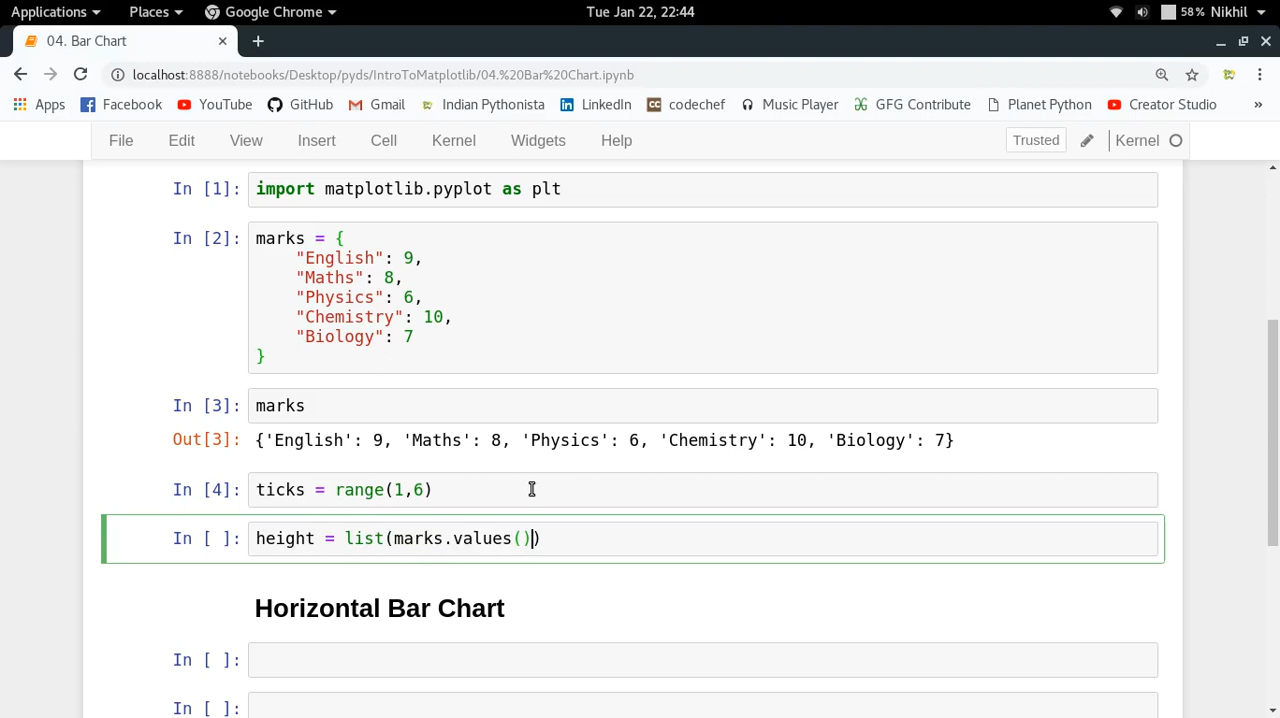 Applications Places Google Chrome Tue Jan 22, 22:44 58% Nikhil
04. Bar Chart
localhost:8888/notebooks/Desktop/pyds/IntroToMatplotlib/04.%20Bar%20Chart.ipynb
Apps Facebook YouTube GitHub Gmail Indian Pythonista LinkedIn CC codechef Music Player GFG Contribute Planet Python Creator Studio »
File Edit View Insert Cell Kernel Widgets Help Trusted Kernel
In [1]: import matplotlib.pyplot as plt
In [2]: marks = {
"English": 9,
"Maths": 8,
"Physics": 6,
"Chemistry": 10,
"Biology": 7
}
In [3]: marks
Out[3]: {'English': 9, 'Maths': 8, 'Physics': 6, 'Chemistry': 10, 'Biology': 7}
In [4]: ticks = range(1,6)
In [ ]: height = list(marks.values())
Horizontal Bar Chart
In [ ]:
In [ ]: